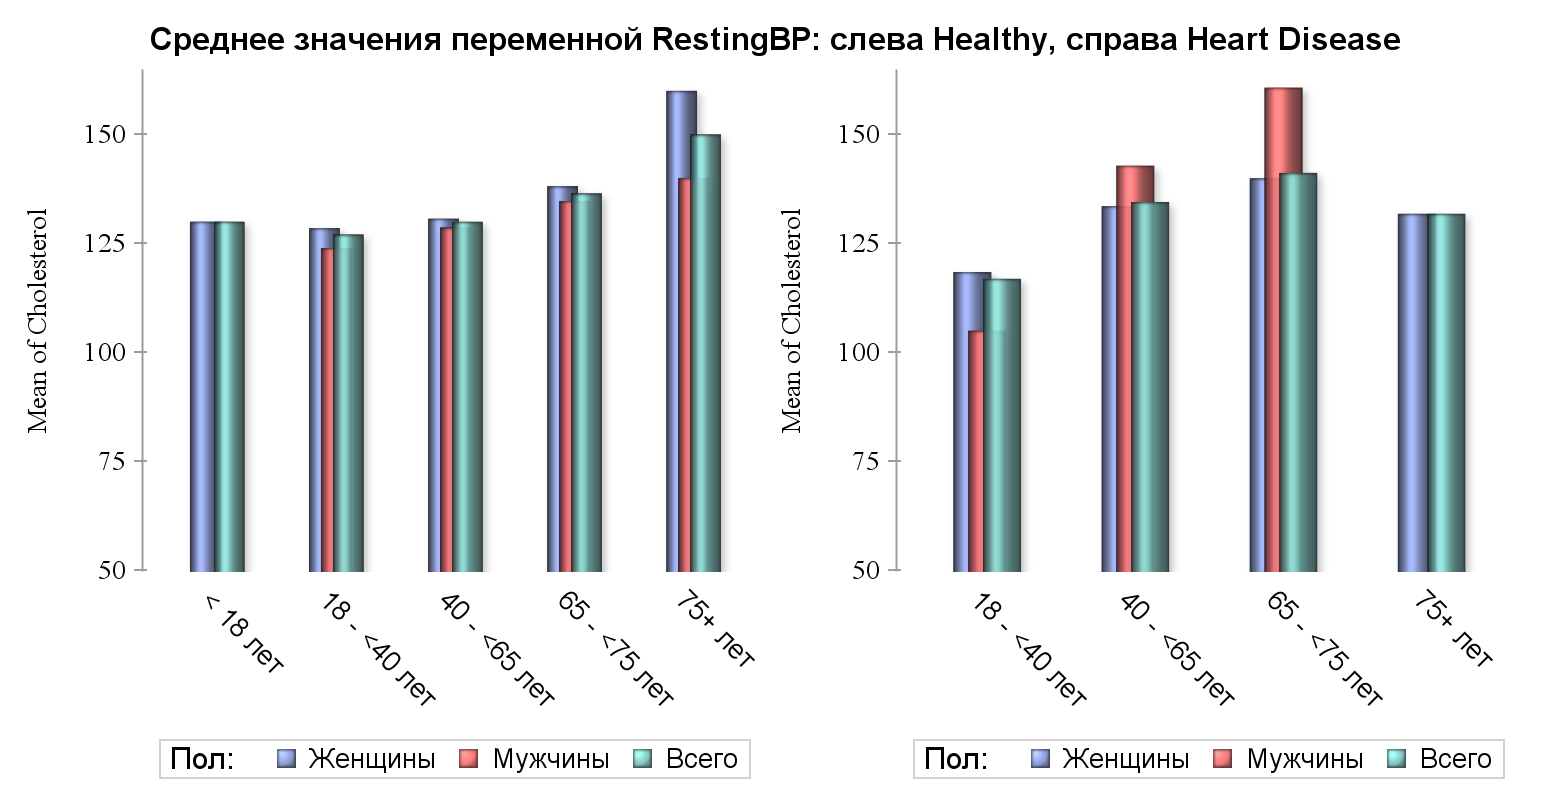 Среднее значения переменной RestingBP: слева Healthy, справа Heart Disease
Mean of Cholesterol
150
125
100
75
50
< 18 лет
18 - <40 лет
40 - <65 лет
65 - <75 лет
75+ лет
Пол: Женщины Мужчины Всего
Mean of Cholesterol
150
125
100
75
50
18 - <40 лет
40 - <65 лет
65 - <75 лет
75+ лет
Пол: Женщины Мужчины Всего